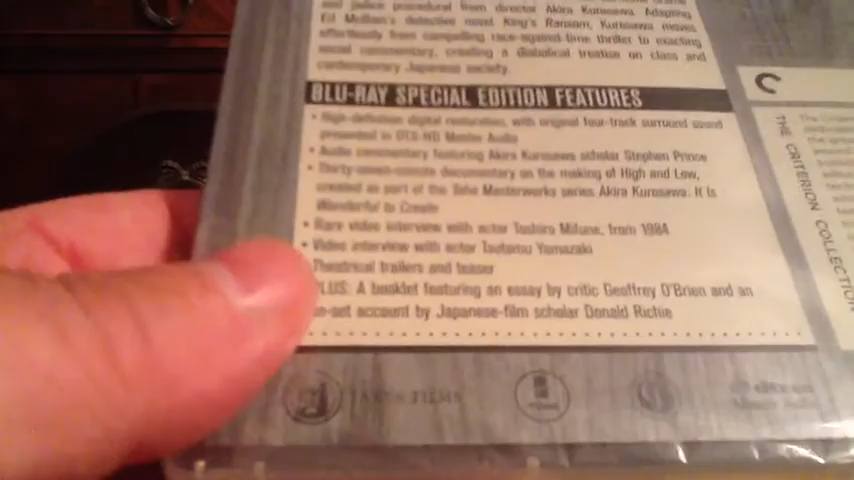 and police procedural from director Akira Kurosawa. Adapting
Ed McBain's detective novel King's Ransom, Kurosawa moves
effortlessly from compelling race-against-time thriller to exacting
social commentary, creating a diabolical treatise on class and
contemporary Japanese society.
BLU-RAY SPECIAL EDITION FEATURES
• High-definition digital restoration, with original four-track surround sound
presented in DTS-HD Master Audio
• Audio commentary featuring Akira Kurosawa scholar Stephen Prince
• Thirty-seven-minute documentary on the making of High and Low,
created as part of the Toho Masterworks series Akira Kurosawa: It Is
Wonderful to Create
• Rare video interview with actor Toshiro Mifune, from 1984
• Video interview with actor Tsutomu Yamazaki
Theatrical trailers and teaser
PLUS: A booklet featuring an essay by critic Geoffrey O'Brien and an
on-set account by Japanese-film scholar Donald Richie
JANUS FILMS
THE CRITERION COLLECTION